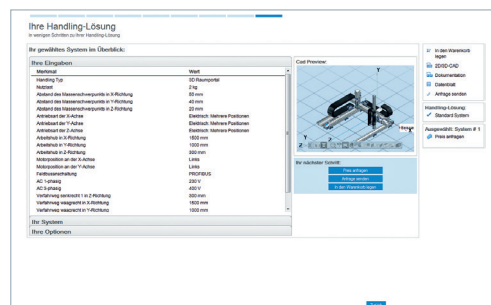 Ihre Handling-Lösung
In wenigen Schritten zu Ihrer Handling-Lösung
Ihr gewähltes System im Überblick:
Ihre Eingaben
Merkmal Wert
Handling Typ 3D Raumportal
Nutzlast 2 kg
Abstand des Massenschwerpunkts in X-Richtung 80 mm
Abstand des Massenschwerpunkts in Y-Richtung 40 mm
Abstand des Massenschwerpunkts in Z-Richtung 20 mm
Antriebsart der X-Achse Elektrisch: Mehrere Positionen
Antriebsart der Y-Achse Elektrisch: Mehrere Positionen
Antriebsart der Z-Achse Elektrisch: Mehrere Positionen
Arbeitshub in X-Richtung 1500 mm
Arbeitshub in Y-Richtung 1000 mm
Arbeitshub in Z-Richtung 300 mm
Motorposition an der X-Achse Links
Motorposition an der Y-Achse Links
Feldbusanschaltung PROFIBUS
AC 1-phasig 230 V
AC 3-phasig 400 V
Verfahrweg senkrecht 1 in Z-Richtung 300 mm
Verfahrweg waagrecht in X-Richtung 1500 mm
Verfahrweg waagrecht in Y-Richtung 1000 mm
Ihr System
Ihre Optionen
Cad Preview:
Y
Y
Z
Ihr nächster Schritt:
Preis anfragen
Anfrage senden
In den Warenkorb legen
In den Warenkorb
legen
2D/3D-CAD
Dokumentation
Datenblatt
Anfrage senden
Handling-Lösung:
Standard System
Ausgewählt: System # 1
Preis anfragen